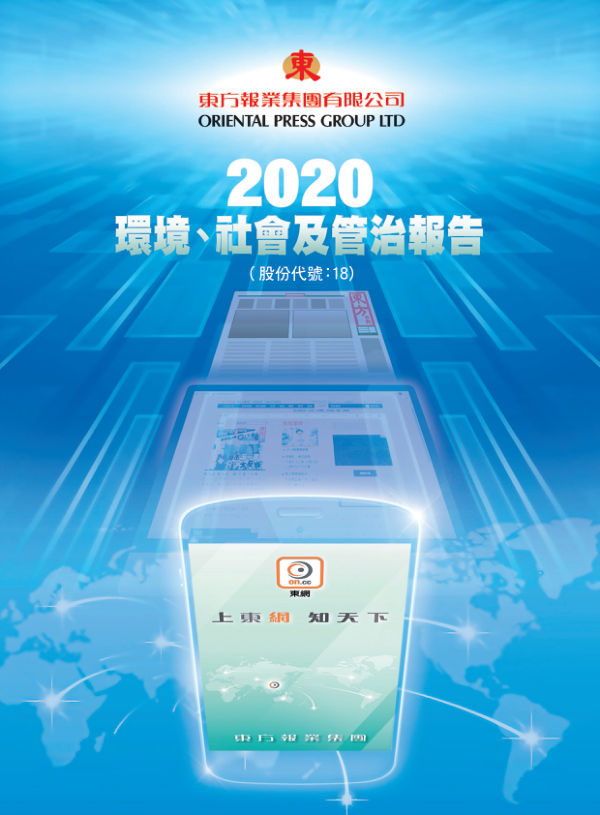 東
東方報業集團有限公司
ORIENTAL PRESS GROUP LTD
2020
環境、社會及管治報告
(股份代號:18)
東方
on.cc
東網
上東網 知天下
東方報業集團